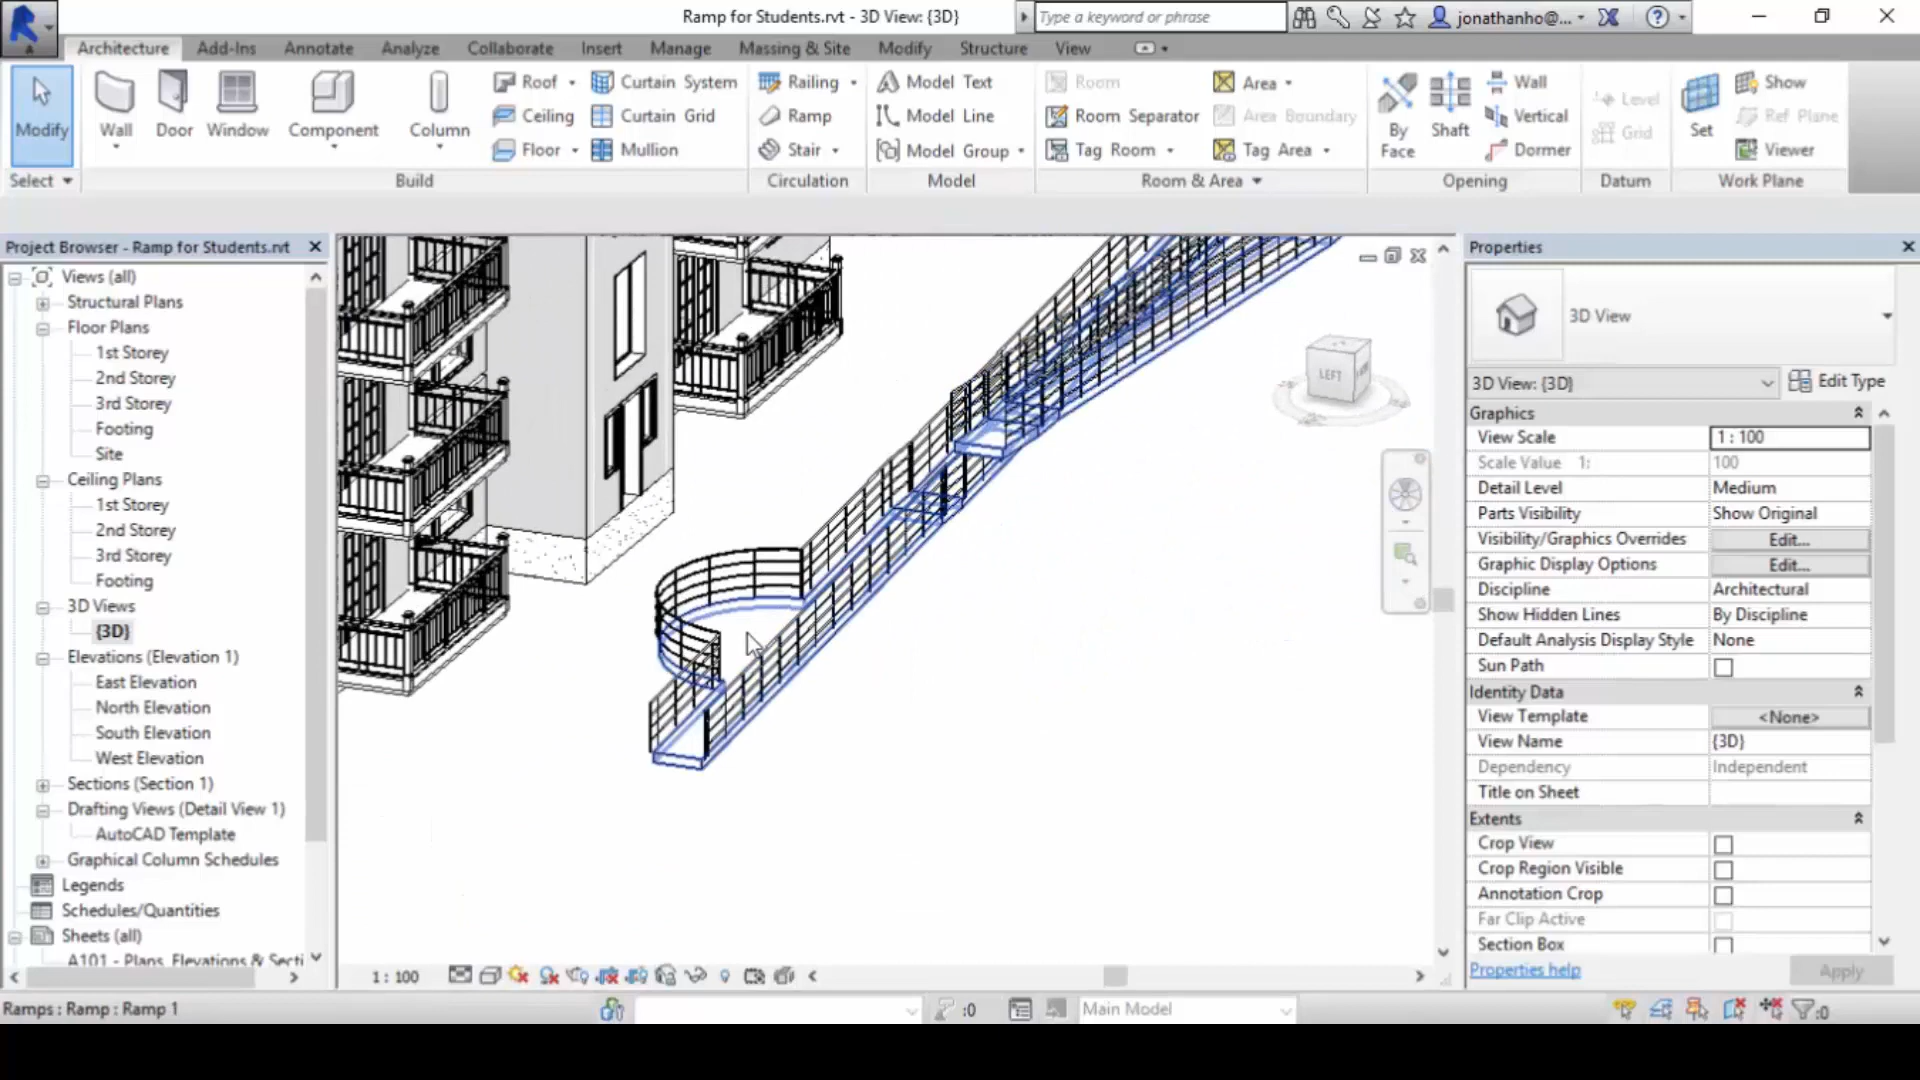 Ramp for Students.rvt - 3D View: {3D}
Type a keyword or phrase
jonathanho@...
Architecture Add-Ins Annotate Analyze Collaborate Insert Manage Massing & Site Modify Structure View
Modify
Wall
Door
Window
Component
Column
Roof
Ceiling
Floor
Curtain System
Curtain Grid
Mullion
Railing
Ramp
Stair
Model Text
Model Line
Model Group
Room
Room Separator
Tag Room
Area
Area Boundary
Tag Area
By Face
Shaft
Wall
Vertical
Dormer
Level
Grid
Set
Show
Ref Plane
Viewer
Select Build Circulation Model Room & Area Opening Datum Work Plane
Project Browser - Ramp for Students.rvt
Views (all)
Structural Plans
Floor Plans
1st Storey
2nd Storey
3rd Storey
Footing
Site
Ceiling Plans
1st Storey
2nd Storey
3rd Storey
Footing
3D Views
{3D}
Elevations (Elevation 1)
East Elevation
North Elevation
South Elevation
West Elevation
Sections (Section 1)
Drafting Views (Detail View 1)
AutoCAD Template
Graphical Column Schedules
Legends
Schedules/Quantities
Sheets (all)
A101 - Plans, Elevations & Secti
LEFT
Properties
3D View
3D View: {3D} Edit Type
Graphics
View Scale 1 : 100
Scale Value 1: 100
Detail Level Medium
Parts Visibility Show Original
Visibility/Graphics Overrides Edit...
Graphic Display Options Edit...
Discipline Architectural
Show Hidden Lines By Discipline
Default Analysis Display Style None
Sun Path
Identity Data
View Template <None>
View Name {3D}
Dependency Independent
Title on Sheet
Extents
Crop View
Crop Region Visible
Annotation Crop
Far Clip Active
Section Box
Properties help Apply
1 : 100
Ramps : Ramp : Ramp 1
:0
Main Model
:0